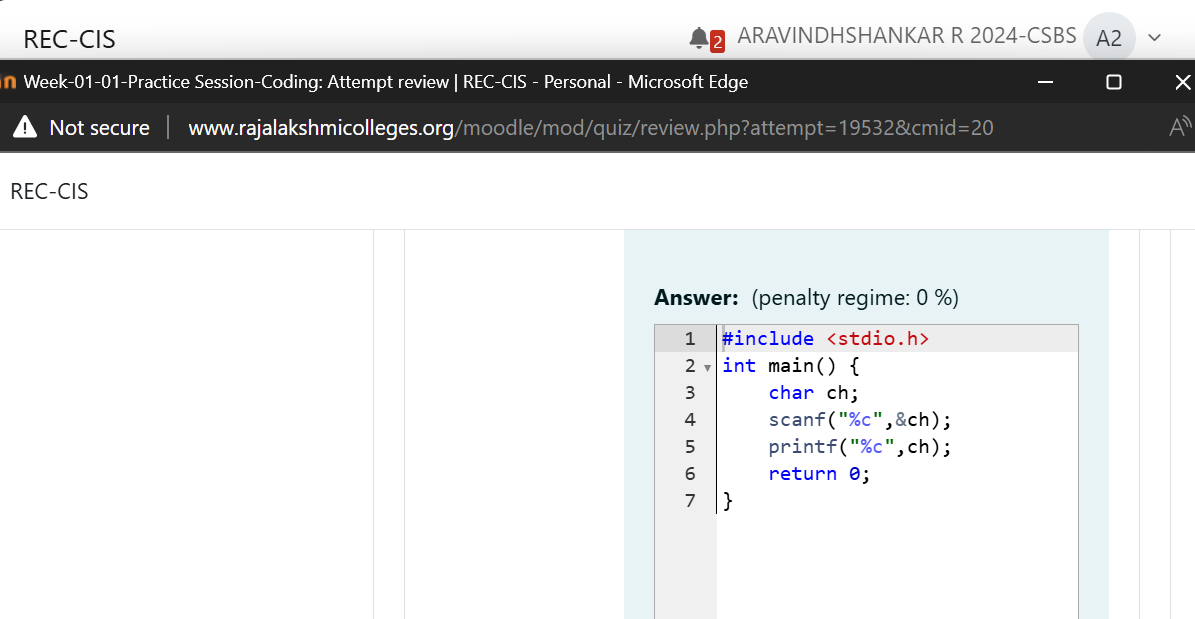 REC-CIS
2 ARAVINDHSHANKAR R 2024-CSBS A2
Week-01-01-Practice Session-Coding: Attempt review | REC-CIS - Personal - Microsoft Edge
Not secure | www.rajalakshmicolleges.org/moodle/mod/quiz/review.php?attempt=19532&cmid=20
REC-CIS
Answer: (penalty regime: 0 %)
1 #include <stdio.h>
2 int main() {
3     char ch;
4     scanf("%c",&ch);
5     printf("%c",ch);
6     return 0;
7 }